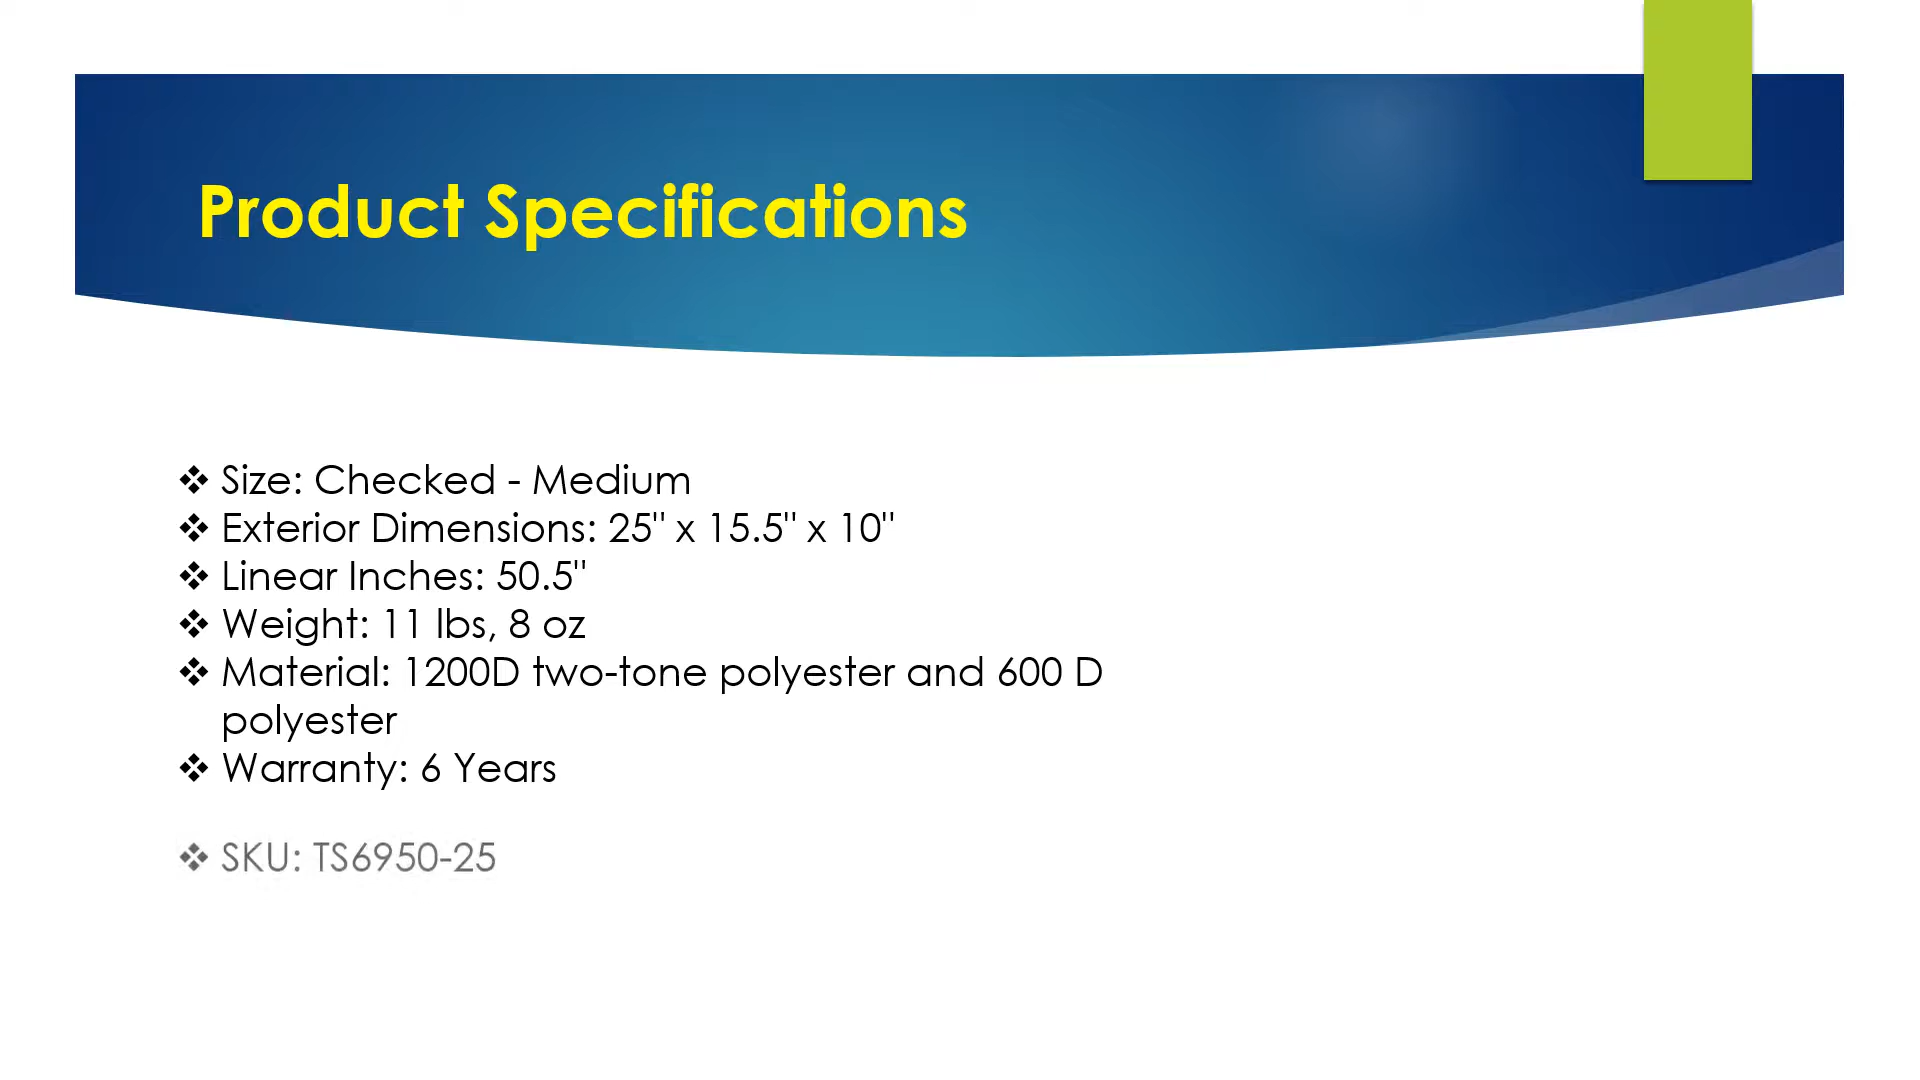 Product Specifications
❖ Size: Checked - Medium
❖ Exterior Dimensions: 25" x 15.5" x 10"
❖ Linear Inches: 50.5"
❖ Weight: 11 lbs, 8 oz
❖ Material: 1200D two-tone polyester and 600 D
polyester
❖ Warranty: 6 Years
❖ SKU: TS6950-25